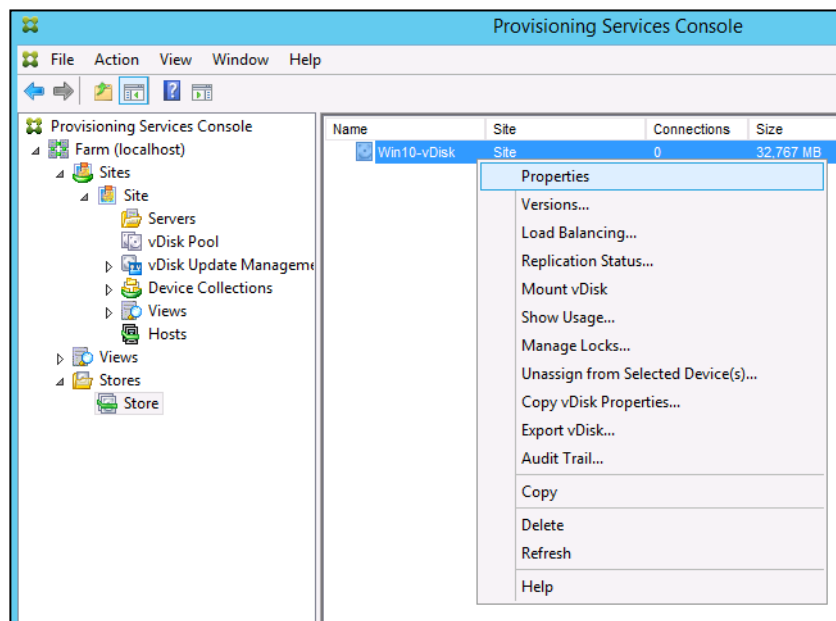 Provisioning Services Console
File Action View Window Help
Provisioning Services Console
Farm (localhost)
Sites
Site
Servers
vDisk Pool
vDisk Update Manageme
Device Collections
Views
Hosts
Views
Stores
Store
Name Site Connections Size
Win10-vDisk Site 0 32,767 MB
Properties
Versions...
Load Balancing...
Replication Status...
Mount vDisk
Show Usage...
Manage Locks...
Unassign from Selected Device(s)...
Copy vDisk Properties...
Export vDisk...
Audit Trail...
Copy
Delete
Refresh
Help